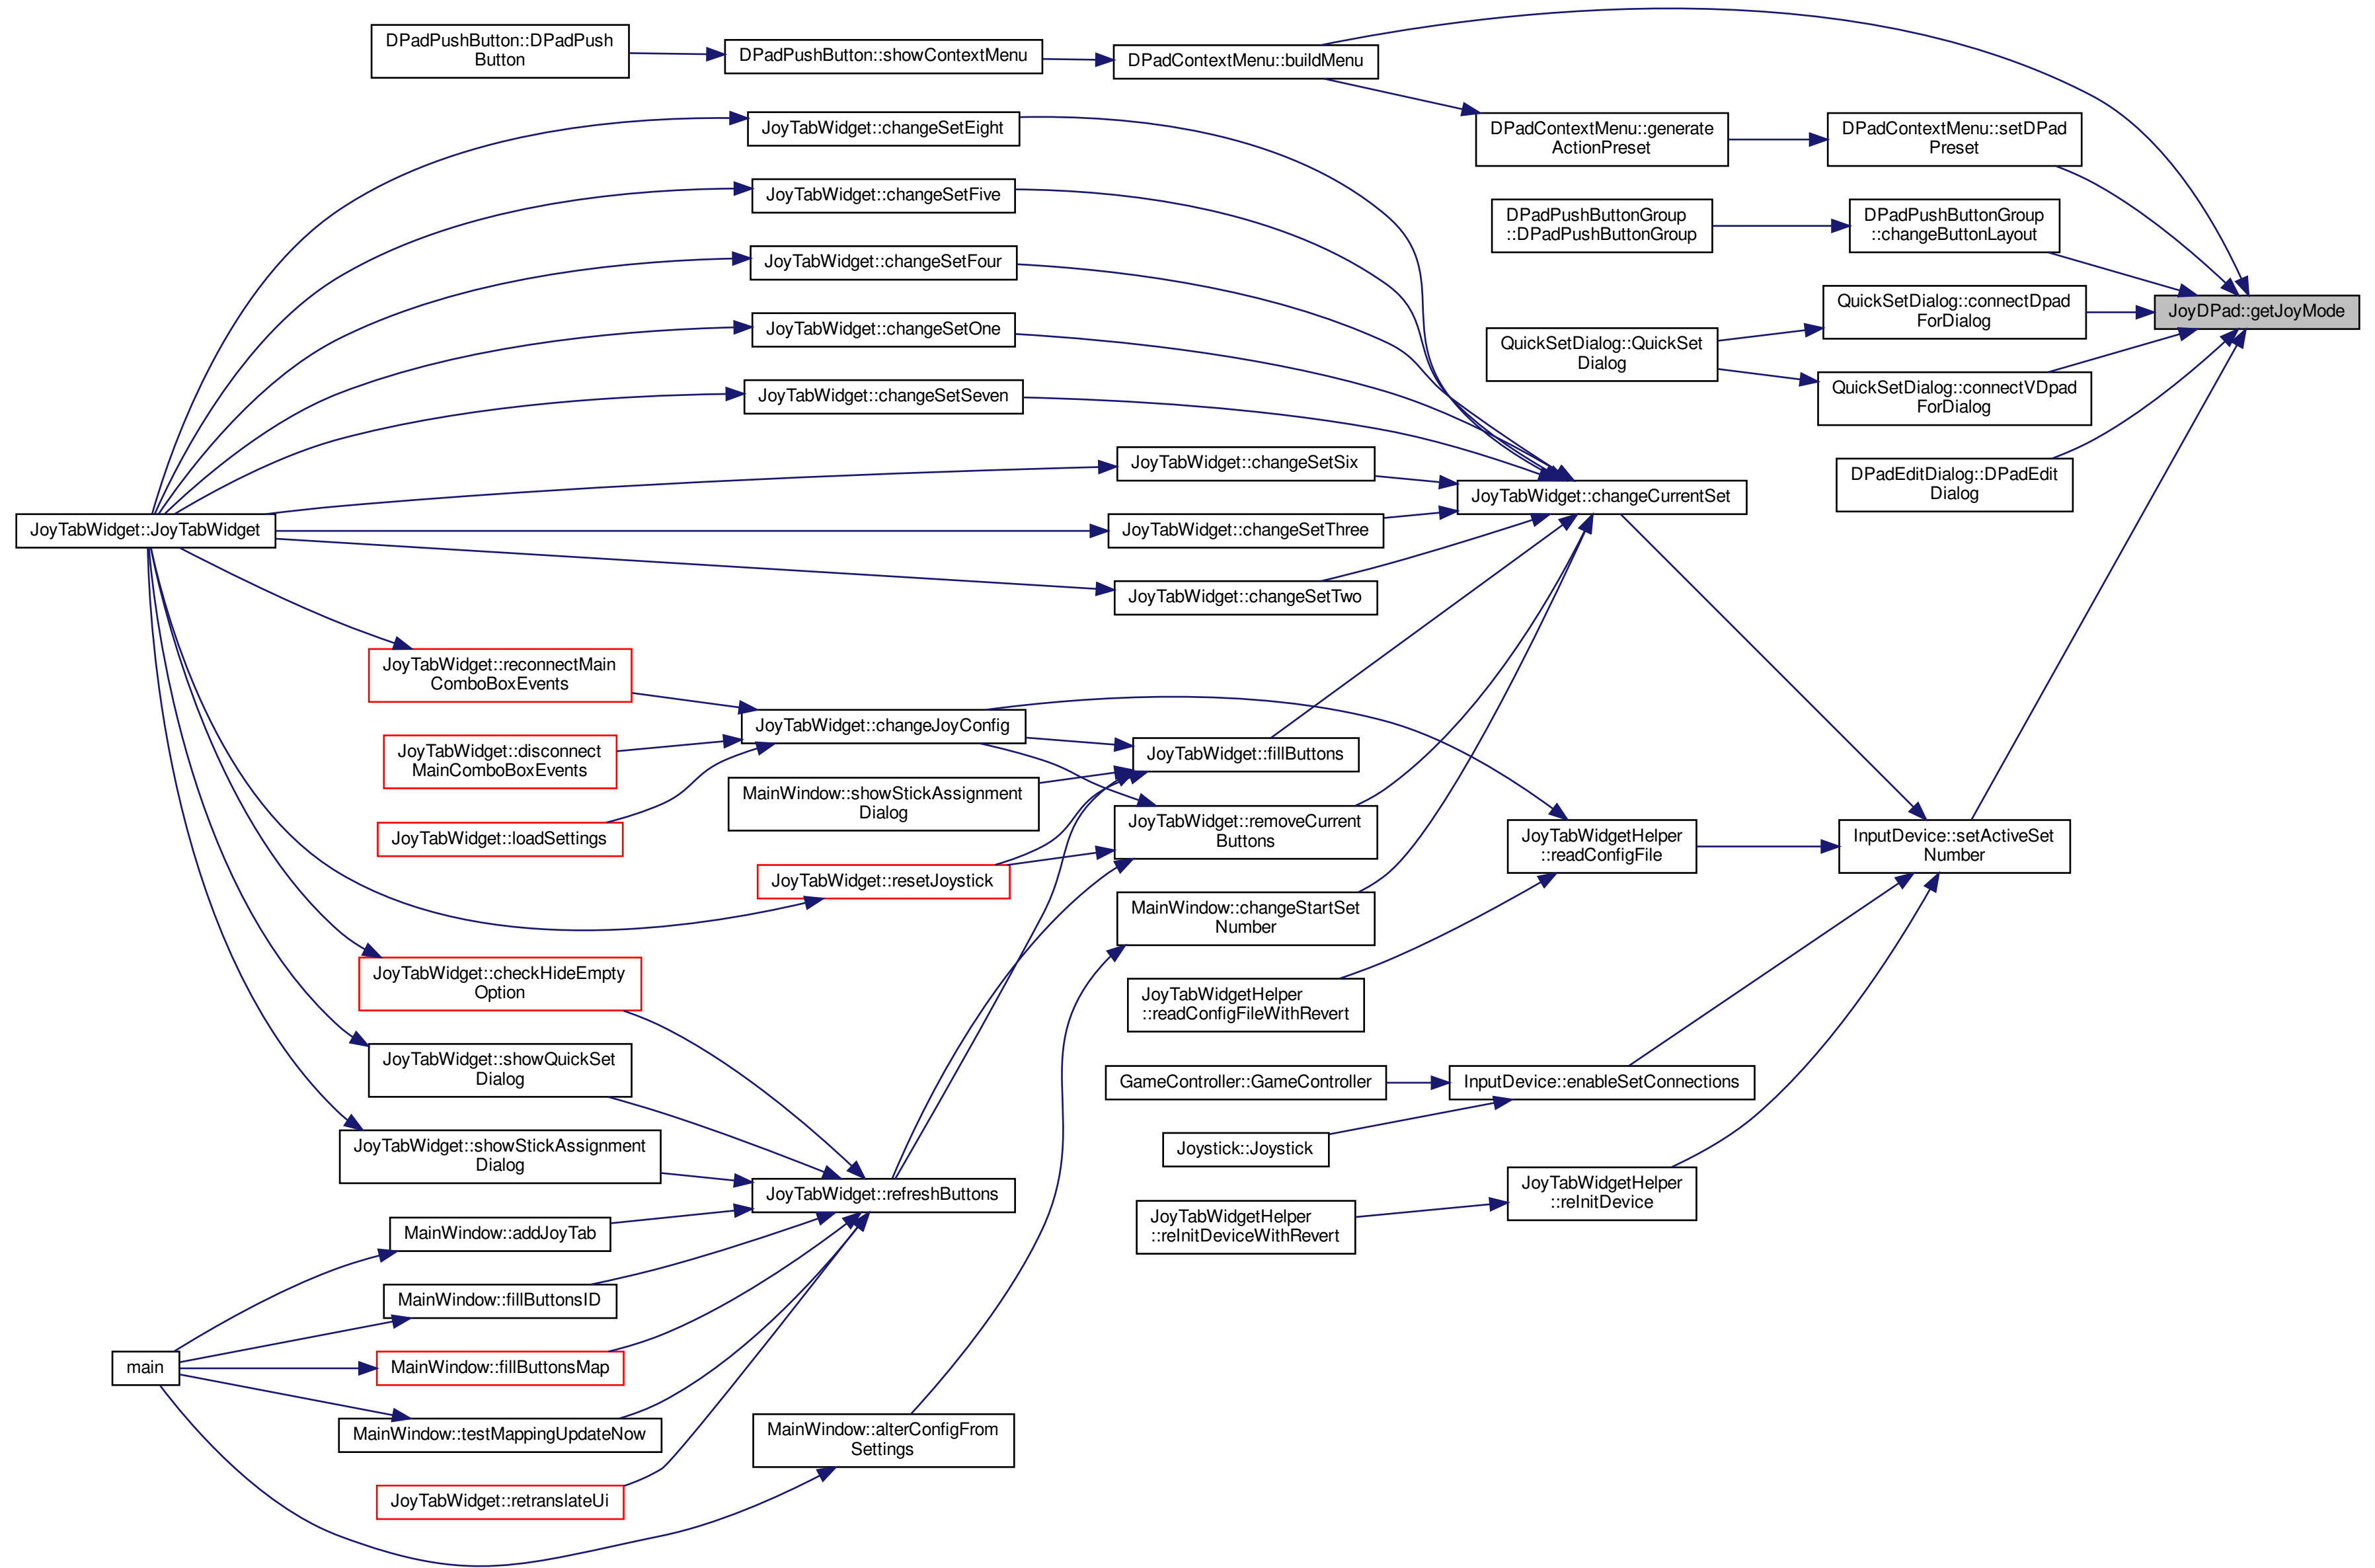 DPadPushButton::DPadPush
Button
DPadPushButton::showContextMenu
DPadContextMenu::buildMenu
JoyTabWidget::changeSetEight
DPadContextMenu::generate
ActionPreset
DPadContextMenu::setDPad
Preset
JoyTabWidget::changeSetFive
DPadPushButtonGroup
::DPadPushButtonGroup
DPadPushButtonGroup
::changeButtonLayout
JoyTabWidget::changeSetFour
QuickSetDialog::connectDpad
ForDialog
JoyDPad::getJoyMode
JoyTabWidget::changeSetOne
QuickSetDialog::QuickSet
Dialog
JoyTabWidget::changeSetSeven
QuickSetDialog::connectVDpad
ForDialog
JoyTabWidget::changeSetSix
DPadEditDialog::DPadEdit
Dialog
JoyTabWidget::changeCurrentSet
JoyTabWidget::JoyTabWidget
JoyTabWidget::changeSetThree
JoyTabWidget::changeSetTwo
JoyTabWidget::reconnectMain
ComboBoxEvents
JoyTabWidget::changeJoyConfig
JoyTabWidget::disconnect
MainComboBoxEvents
JoyTabWidget::fillButtons
MainWindow::showStickAssignment
Dialog
JoyTabWidget::loadSettings
JoyTabWidget::removeCurrent
Buttons
JoyTabWidgetHelper
::readConfigFile
InputDevice::setActiveSet
Number
JoyTabWidget::resetJoystick
MainWindow::changeStartSet
Number
JoyTabWidget::checkHideEmpty
Option
JoyTabWidgetHelper
::readConfigFileWithRevert
JoyTabWidget::showQuickSet
Dialog
GameController::GameController
InputDevice::enableSetConnections
JoyTabWidget::showStickAssignment
Dialog
Joystick::Joystick
JoyTabWidget::refreshButtons
JoyTabWidgetHelper
::reInitDevice
JoyTabWidgetHelper
::reInitDeviceWithRevert
MainWindow::addJoyTab
MainWindow::fillButtonsID
main
MainWindow::fillButtonsMap
MainWindow::testMappingUpdateNow
MainWindow::alterConfigFrom
Settings
JoyTabWidget::retranslateUi